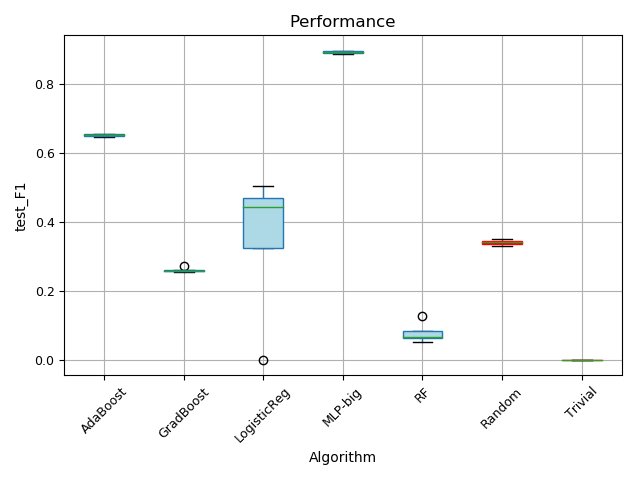 Performance
test_F1
0.8
0.6
0.4
0.2
0.0
AdaBoost
GradBoost
LogisticReg
MLP-big
RF
Random
Trivial
Algorithm